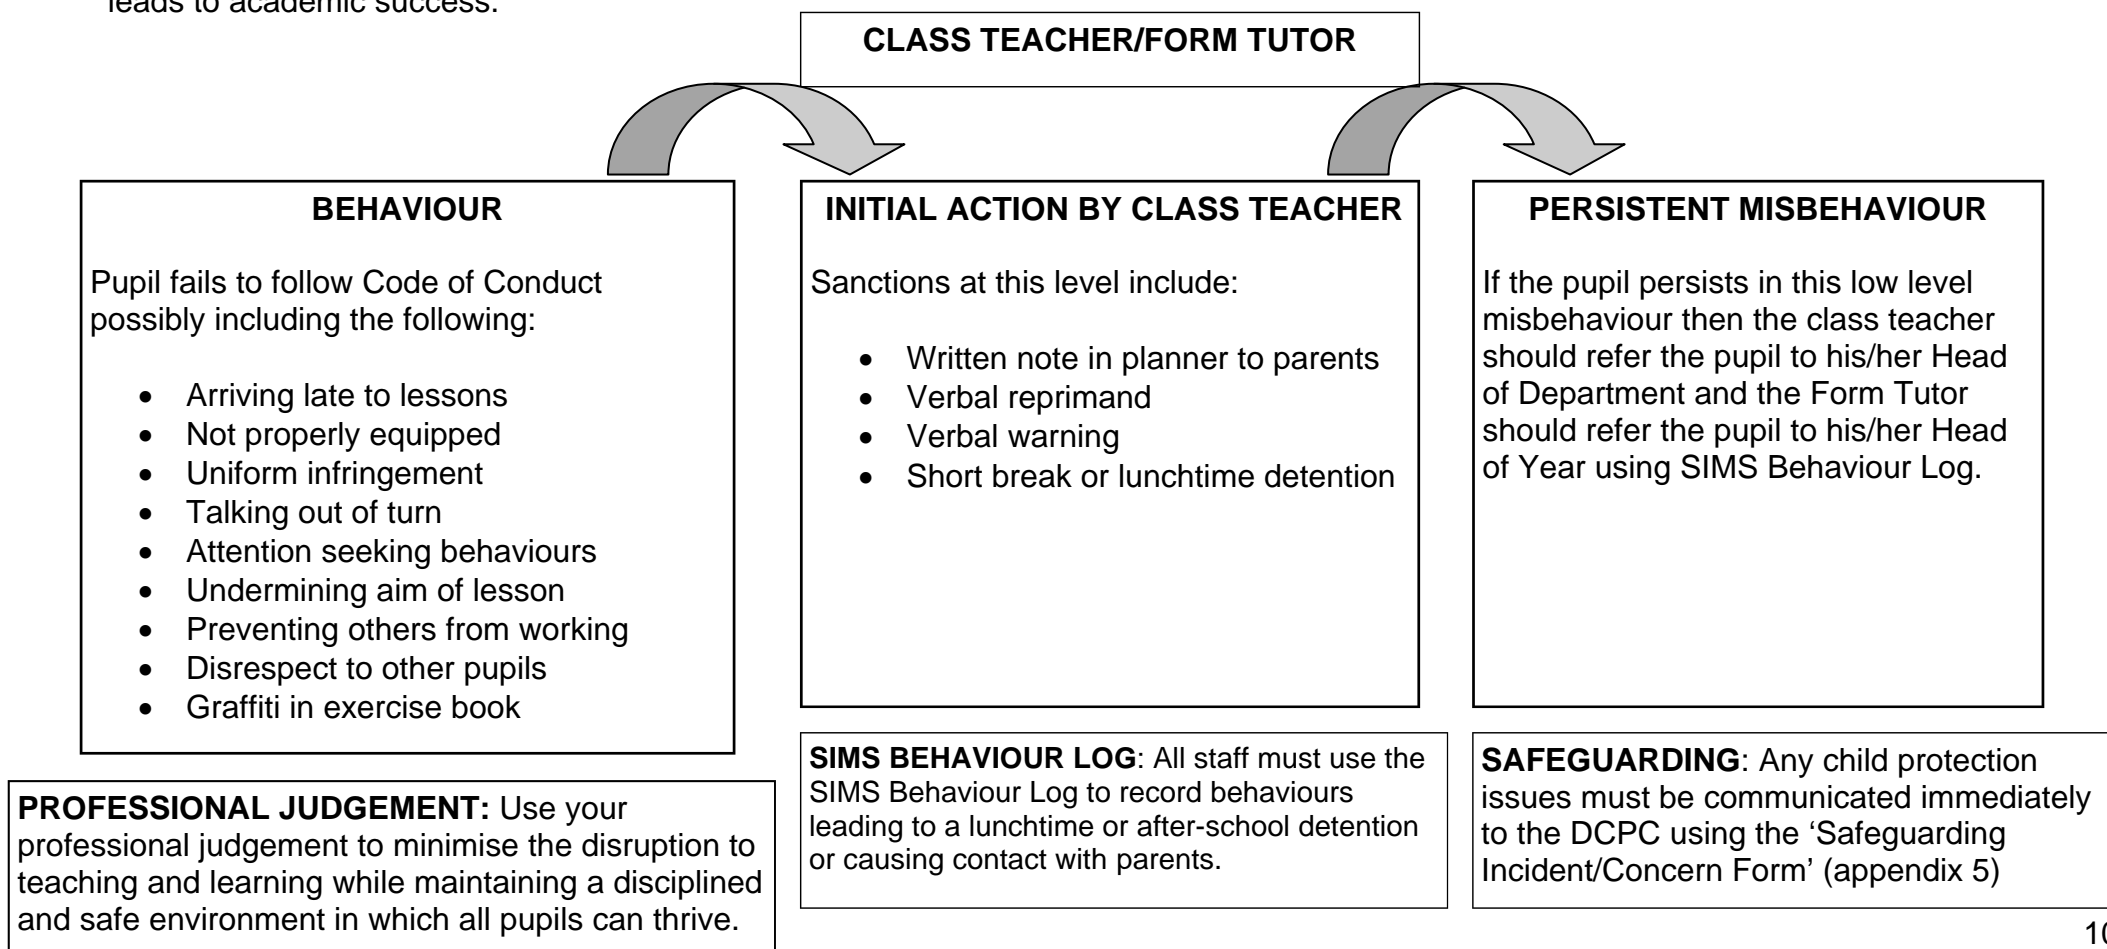 leads to academic success.
CLASS TEACHER/FORM TUTOR
BEHAVIOUR
Pupil fails to follow Code of Conduct
possibly including the following:
• Arriving late to lessons
• Not properly equipped
• Uniform infringement
• Talking out of turn
• Attention seeking behaviours
• Undermining aim of lesson
• Preventing others from working
• Disrespect to other pupils
• Graffiti in exercise book
INITIAL ACTION BY CLASS TEACHER
Sanctions at this level include:
• Written note in planner to parents
• Verbal reprimand
• Verbal warning
• Short break or lunchtime detention
PERSISTENT MISBEHAVIOUR
If the pupil persists in this low level
misbehaviour then the class teacher
should refer the pupil to his/her Head
of Department and the Form Tutor
should refer the pupil to his/her Head
of Year using SIMS Behaviour Log.
PROFESSIONAL JUDGEMENT: Use your
professional judgement to minimise the disruption to
teaching and learning while maintaining a disciplined
and safe environment in which all pupils can thrive.
SIMS BEHAVIOUR LOG: All staff must use the
SIMS Behaviour Log to record behaviours
leading to a lunchtime or after-school detention
or causing contact with parents.
SAFEGUARDING: Any child protection
issues must be communicated immediately
to the DCPC using the ‘Safeguarding
Incident/Concern Form’ (appendix 5)